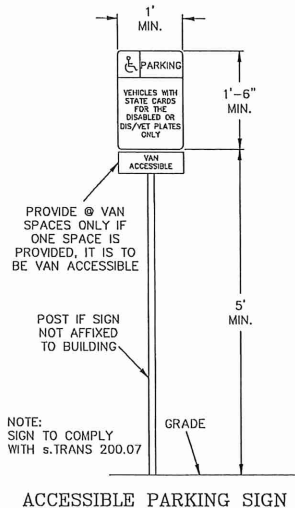 1'
MIN.
PARKING
VEHICLES WITH
STATE CARDS
FOR THE
DISABLED OR
DIS/VET PLATES
ONLY
1'-6"
MIN.
VAN
ACCESSIBLE
PROVIDE @ VAN
SPACES ONLY IF
ONE SPACE IS
PROVIDED, IT IS TO
BE VAN ACCESSIBLE
5'
MIN.
POST IF SIGN
NOT AFFIXED
TO BUILDING
NOTE:
SIGN TO COMPLY
WITH s.TRANS 200.07
GRADE
ACCESSIBLE PARKING SIGN